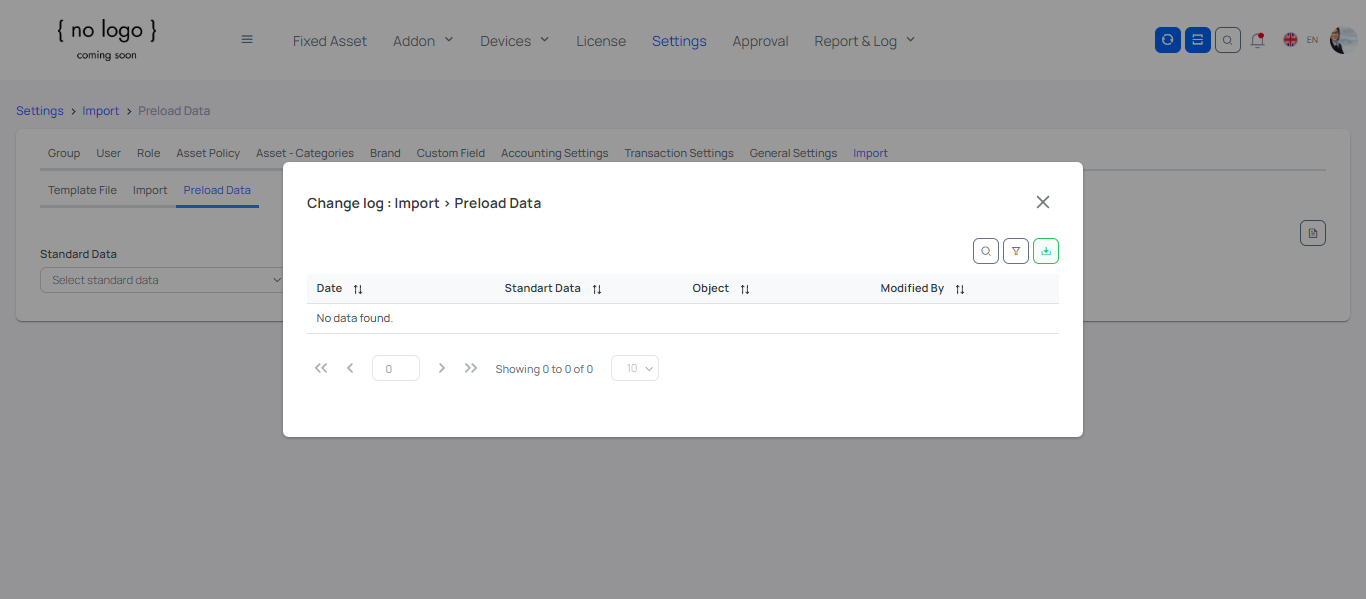 { no logo }
coming soon
Fixed Asset Addon Devices License Settings Approval Report & Log EN
Settings > Import > Preload Data
Group User Role Asset Policy Asset - Categories Brand Custom Field Accounting Settings Transaction Settings General Settings Import
Template File Import Preload Data
Standard Data
Select standard data
Change log : Import > Preload Data
Date Standart Data Object Modified By
No data found.
0 Showing 0 to 0 of 0 10